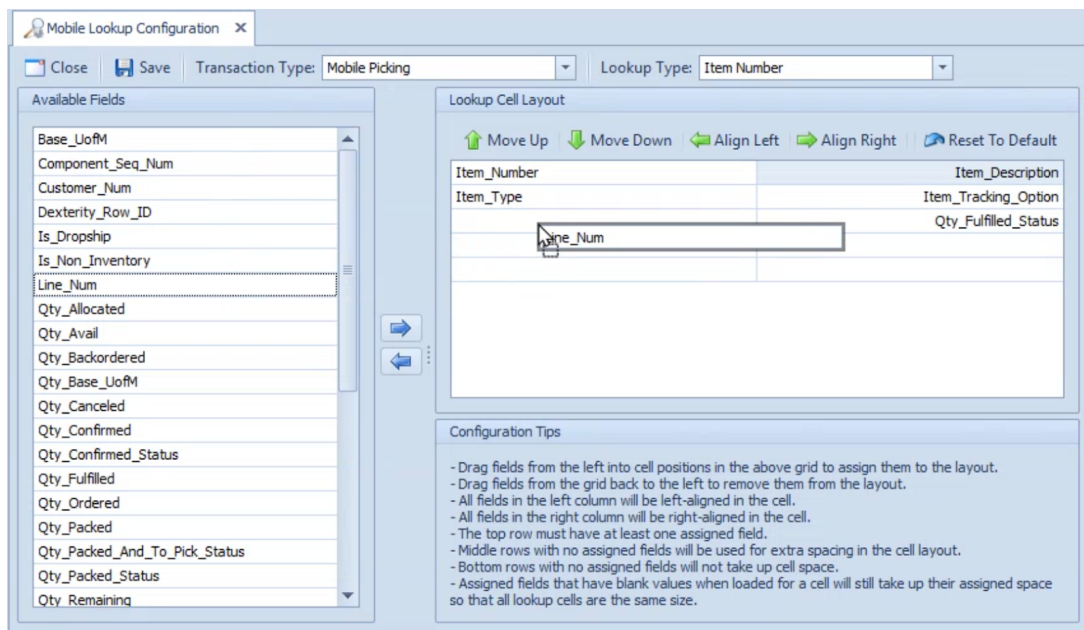 Mobile Lookup Configuration
Close Save Transaction Type: Mobile Picking Lookup Type: Item Number
Available Fields
Base_UofM
Component_Seq_Num
Customer_Num
Dexterity_Row_ID
Is_Dropship
Is_Non_Inventory
Line_Num
Qty_Allocated
Qty_Avail
Qty_Backordered
Qty_Base_UofM
Qty_Canceled
Qty_Confirmed
Qty_Confirmed_Status
Qty_Fulfilled
Qty_Ordered
Qty_Packed
Qty_Packed_And_To_Pick_Status
Qty_Packed_Status
Qty_Remaining
Lookup Cell Layout
Move Up Move Down Align Left Align Right Reset To Default
Item_Number Item_Description
Item_Type Item_Tracking_Option
Qty_Fulfilled_Status
Line_Num
Configuration Tips
- Drag fields from the left into cell positions in the above grid to assign them to the layout.
- Drag fields from the grid back to the left to remove them from the layout.
- All fields in the left column will be left-aligned in the cell.
- All fields in the right column will be right-aligned in the cell.
- The top row must have at least one assigned field.
- Middle rows with no assigned fields will be used for extra spacing in the cell layout.
- Bottom rows with no assigned fields will not take up cell space.
- Assigned fields that have blank values when loaded for a cell will still take up their assigned space
so that all lookup cells are the same size.